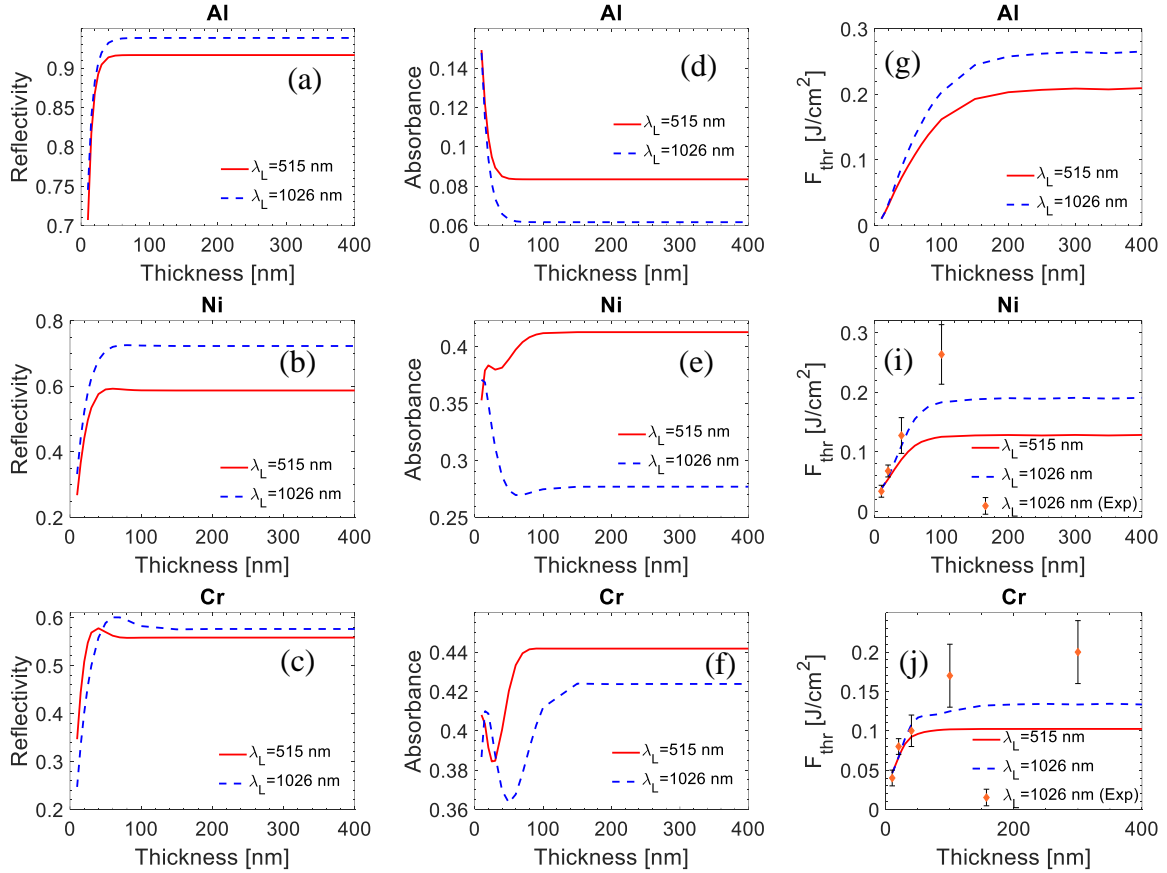 Al
Reflectivity
0.9
0.85
0.8
0.75
0.7
(a)
λL=515 nm
λL=1026 nm
0 100 200 300 400
Thickness [nm]
Al
Absorbance
0.14
0.12
0.1
0.08
0.06
(d)
λL=515 nm
λL=1026 nm
0 100 200 300 400
Thickness [nm]
Al
Fthr [J/cm2]
0.3
0.2
0.1
0
(g)
λL=515 nm
λL=1026 nm
0 100 200 300 400
Thickness [nm]
Ni
Reflectivity
0.8
0.6
0.4
0.2
(b)
λL=515 nm
λL=1026 nm
0 100 200 300 400
Thickness [nm]
Absorbance
0.4
0.35
0.3
0.25
(e)
λL=515 nm
λL=1026 nm
0 100 200 300 400
Thickness [nm]
Ni
Fthr [J/cm2]
0.3
0.2
0.1
0
(i)
λL=515 nm
λL=1026 nm
λL=1026 nm (Exp)
0 100 200 300 400
Thickness [nm]
Cr
Reflectivity
0.6
0.5
0.4
0.3
0.2
(c)
λL=515 nm
λL=1026 nm
0 100 200 300 400
Thickness [nm]
Absorbance
0.44
0.42
0.4
0.38
0.36
(f)
λL=515 nm
λL=1026 nm
0 100 200 300 400
Thickness [nm]
Cr
Fthr [J/cm2]
0.2
0.15
0.1
0.05
0
(j)
λL=515 nm
λL=1026 nm
λL=1026 nm (Exp)
0 200 400
Thickness [nm]